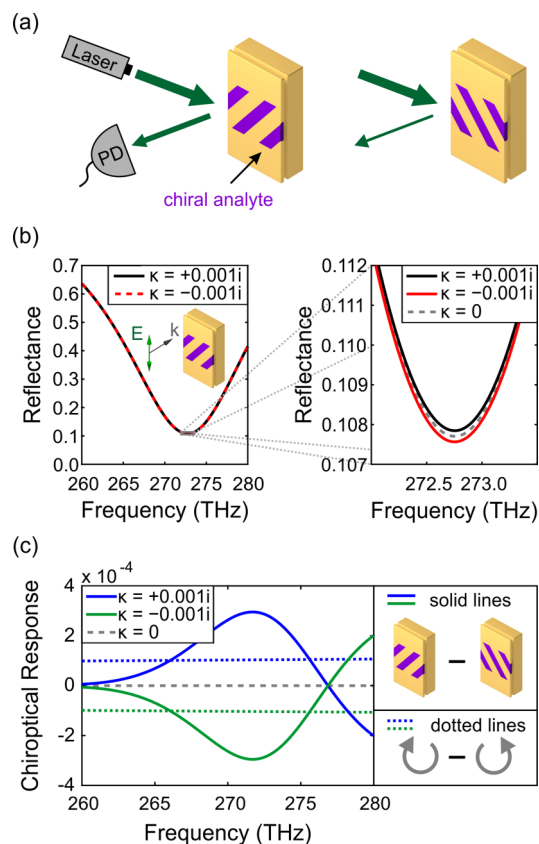 (a)
Laser
PD
chiral analyte
(b)
0.7
0.6
0.5
0.4
0.3
0.2
0.1
0.0
Reflectance
κ = +0.001i
κ = −0.001i
E
k
260 265 270 275 280
Frequency (THz)
0.112
0.110
0.109
0.108
0.107
Reflectance
κ = +0.001i
κ = −0.001i
κ = 0
272.5 273.0
Frequency (THz)
(c)
x 10⁻⁴
4
2
0
-2
-4
Chiroptical Response
κ = +0.001i
κ = −0.001i
κ = 0
260 265 270 275 280
Frequency (THz)
solid lines
−
dotted lines
−